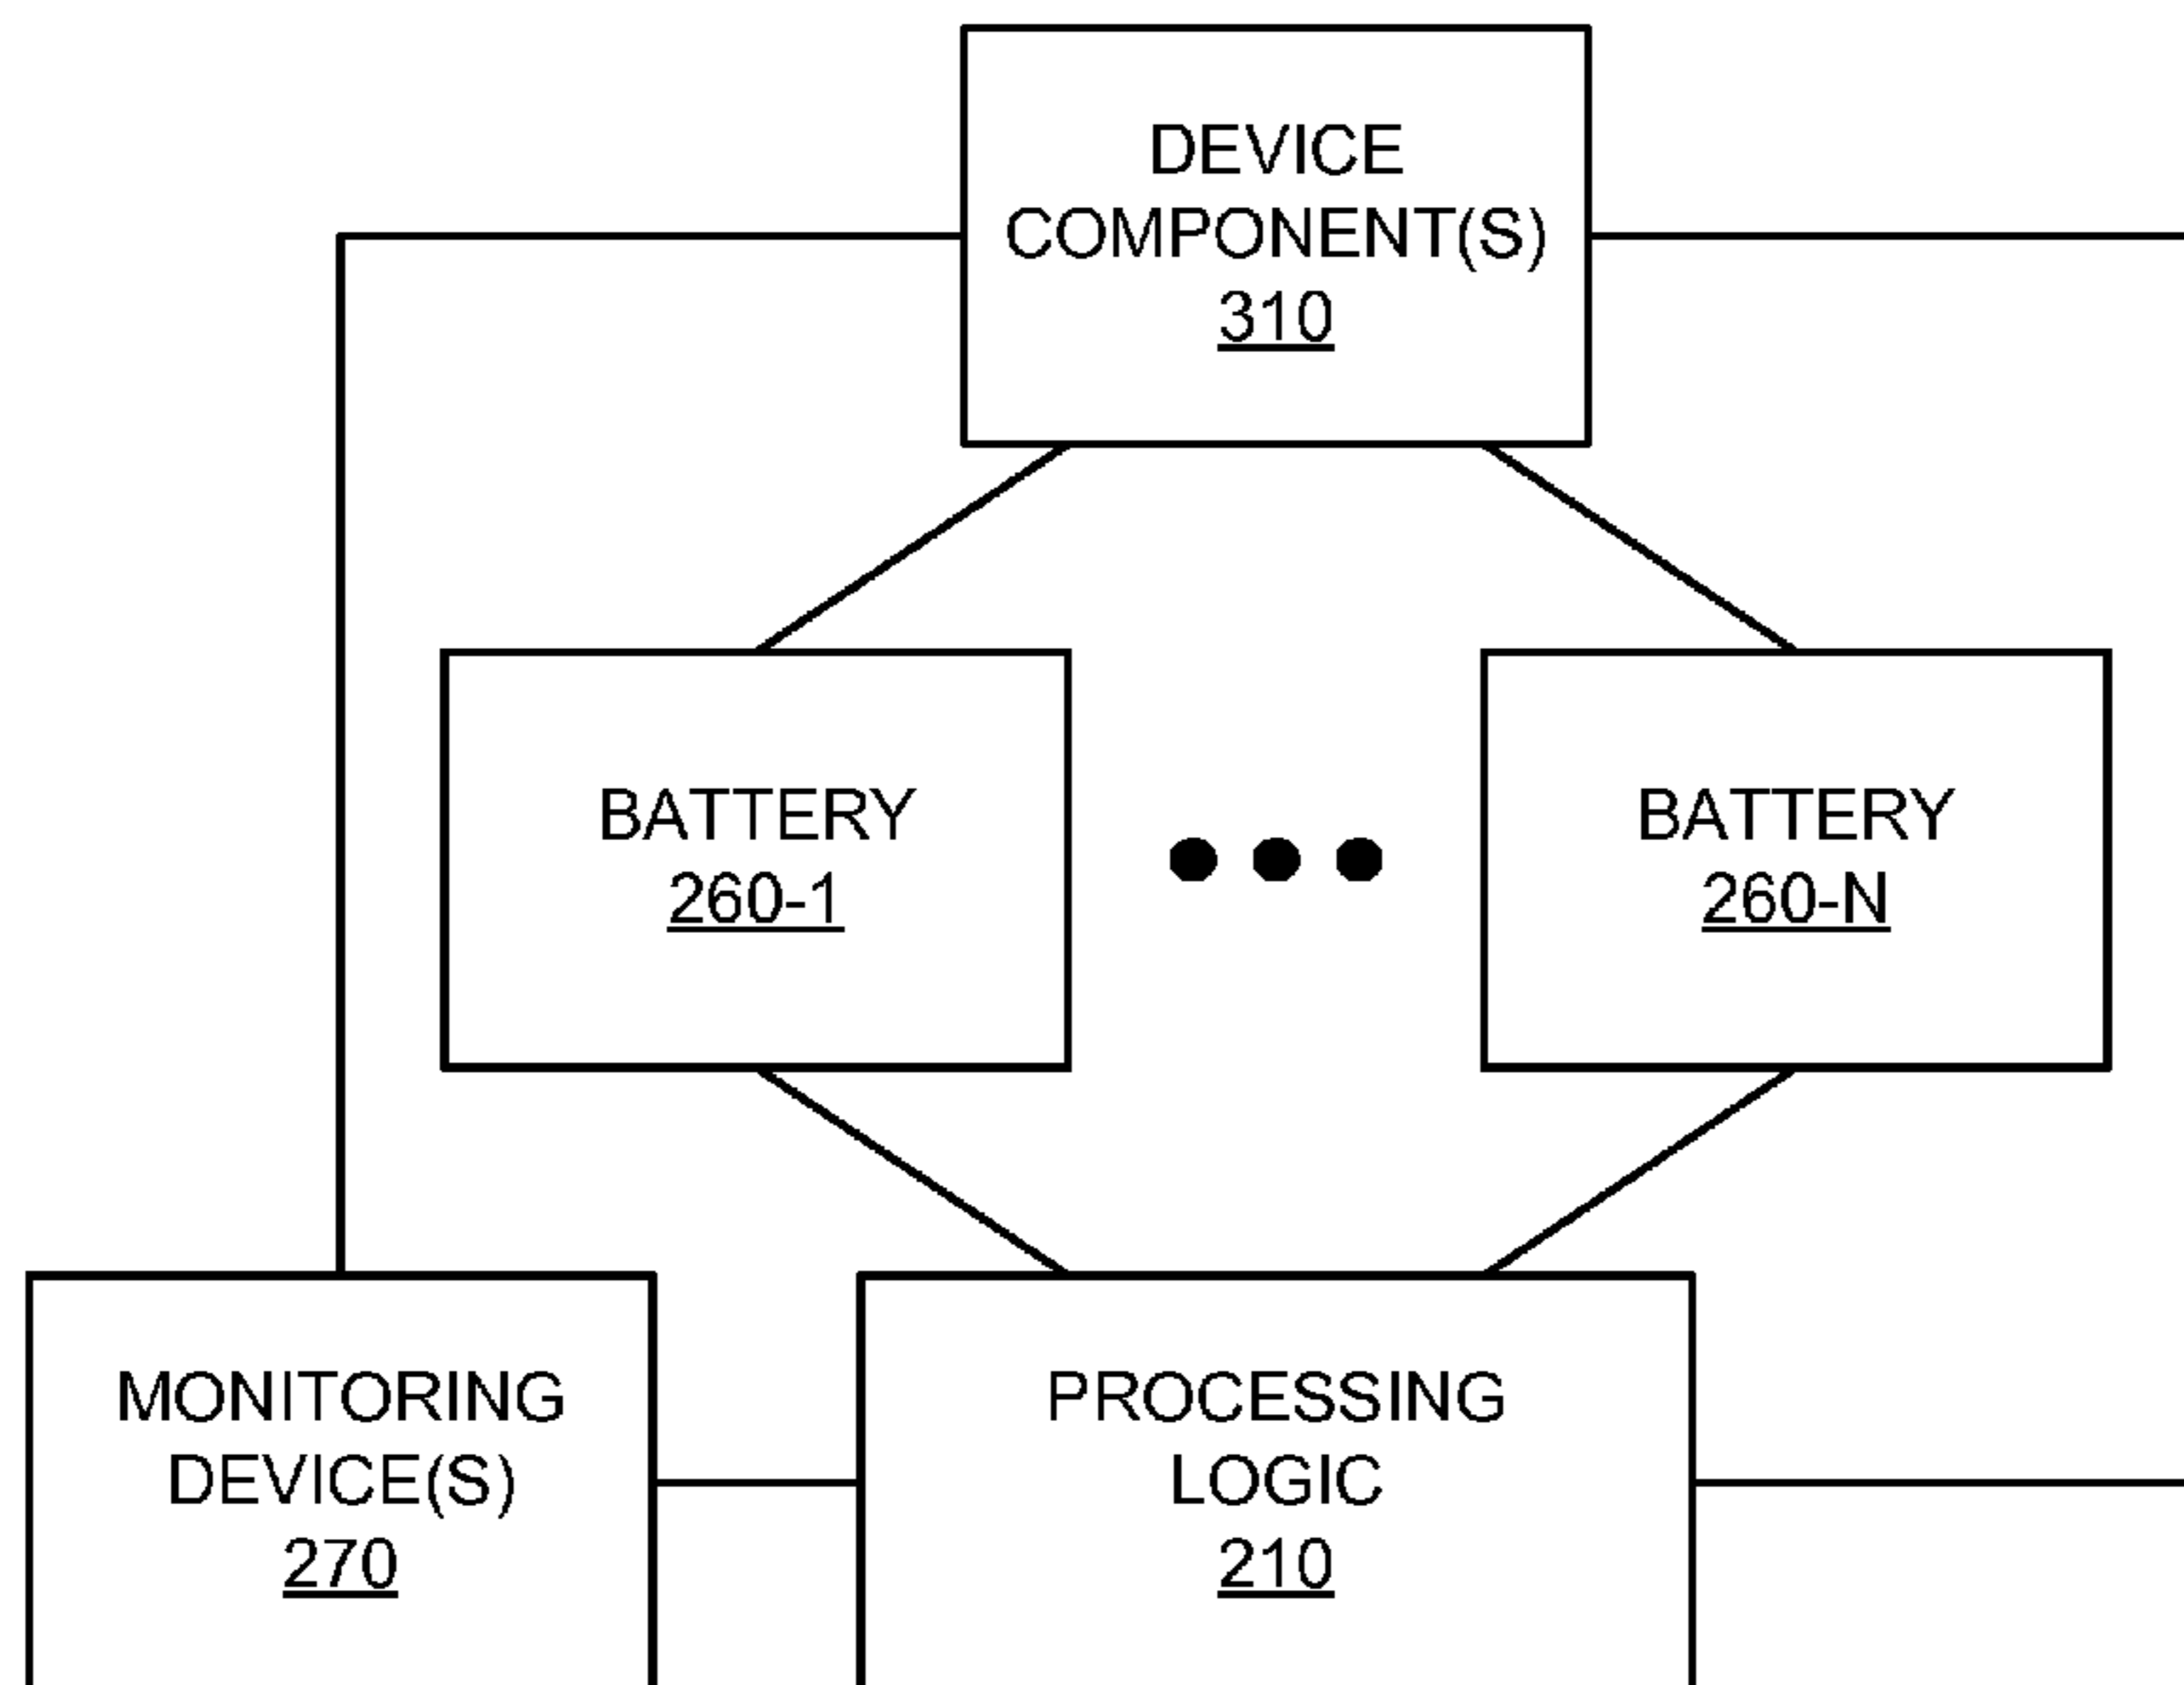 DEVICE
COMPONENT(S)
310
BATTERY
260-1
BATTERY
260-N
MONITORING
DEVICE(S)
270
PROCESSING
LOGIC
210